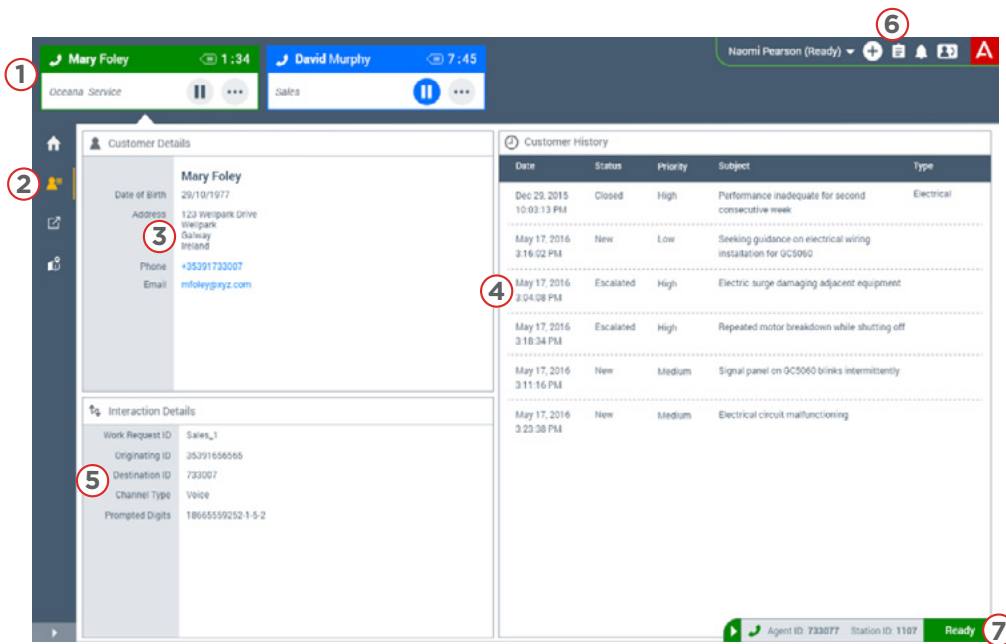 6
Mary Foley 1:34
David Murphy 7:45
Naomi Pearson (Ready)
1
Oceana Service
Sales
Customer Details
Customer History
2
Mary Foley
Date Status Priority Subject Type
Date of Birth 29/10/1977
Address 123 Wellpark Drive
Wellpark
3
Galway
Ireland
Phone +35391733007
Email mfoley@xyz.com
Dec 29, 2015
10:03:13 PM
Closed High
Performance inadequate for second
consecutive week
Electrical
May 17, 2016
3:16:02 PM
New Low
Seeking guidance on electrical wiring
installation for GC5060
4
May 17, 2016
3:04:08 PM
Escalated High Electric surge damaging adjacent equipment
May 17, 2016
3:18:34 PM
Escalated High Repeated motor breakdown while shutting off
May 17, 2016
3:11:16 PM
New Medium Signal panel on GC5060 blinks intermittently
May 17, 2016
3:23:38 PM
New Medium Electrical circuit malfunctioning
Interaction Details
Work Request ID Sales_1
Originating ID 35391656565
5
Destination ID 733007
Channel Type Voice
Prompted Digits 18665559252-1-5-2
Agent ID: 733077 Station ID: 1107 Ready
7